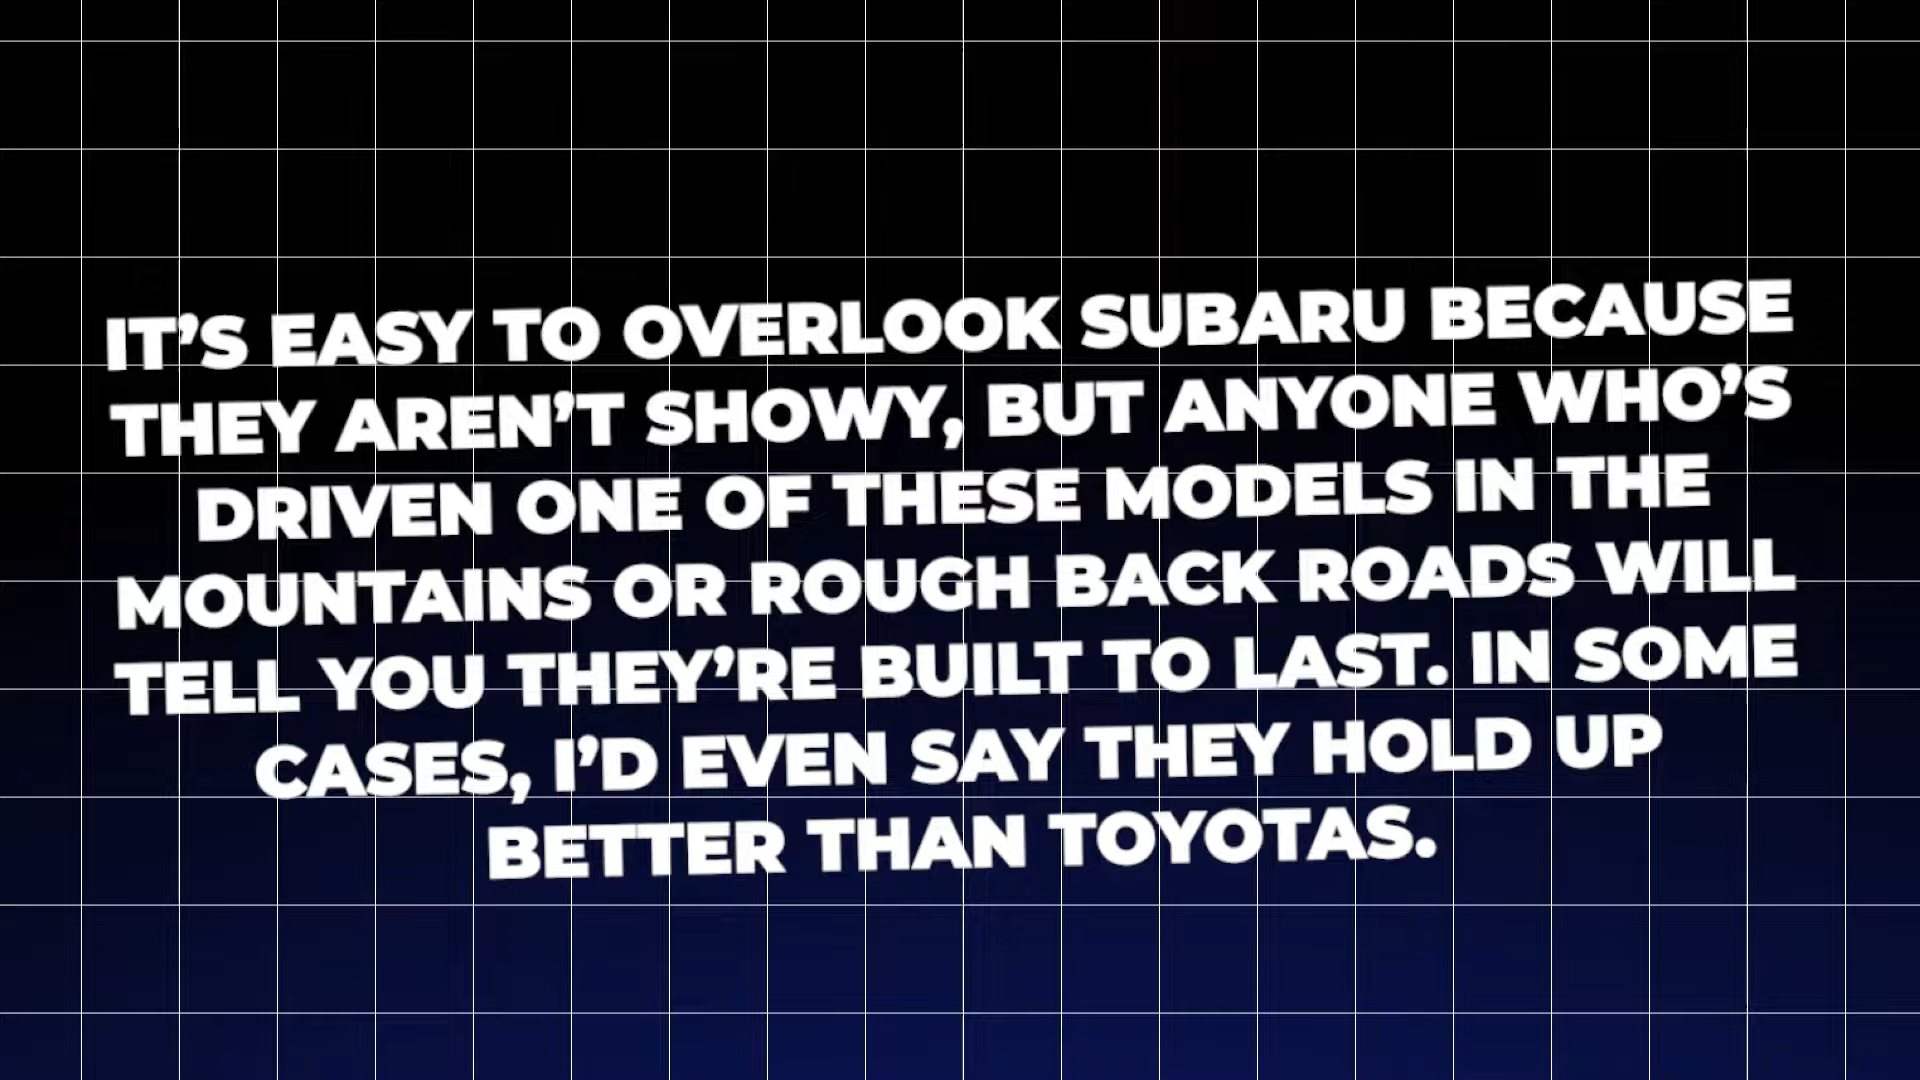 IT’S EASY TO OVERLOOK SUBARU BECAUSE
THEY AREN’T SHOWY, BUT ANYONE WHO’S
DRIVEN ONE OF THESE MODELS IN THE
MOUNTAINS OR ROUGH BACK ROADS WILL
TELL YOU THEY’RE BUILT TO LAST. IN SOME
CASES, I’D EVEN SAY THEY HOLD UP
BETTER THAN TOYOTAS.